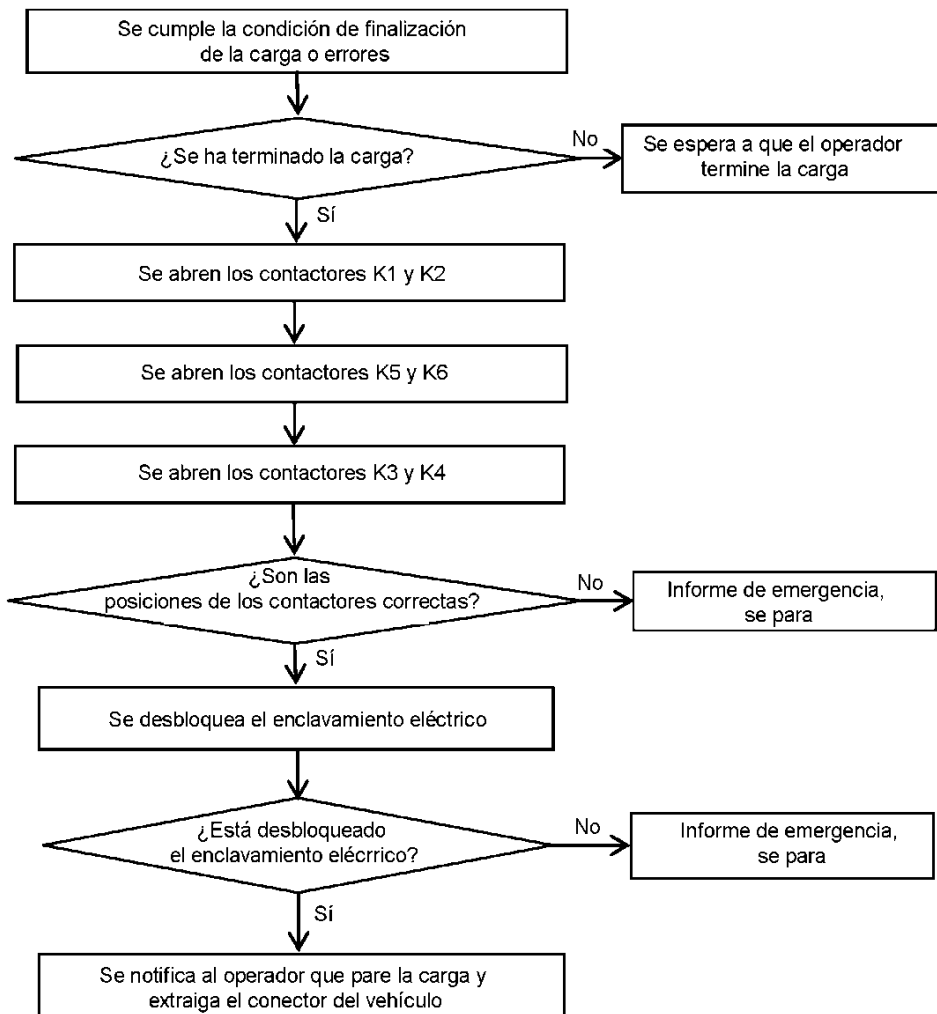 Se cumple la condición de finalización
de la carga o errores
¿Se ha terminado la carga?
No
Se espera a que el operador
termine la carga
Sí
Se abren los contactores K1 y K2
Se abren los contactores K5 y K6
Se abren los contactores K3 y K4
¿Son las
posiciones de los contactores correctas?
No
Informe de emergencia,
se para
Sí
Se desbloquea el enclavamiento eléctrico
¿Está desbloqueado
el enclavamiento elécrrico?
No
Informe de emergencia,
se para
Sí
Se notifica al operador que pare la carga y
extraiga el conector del vehículo